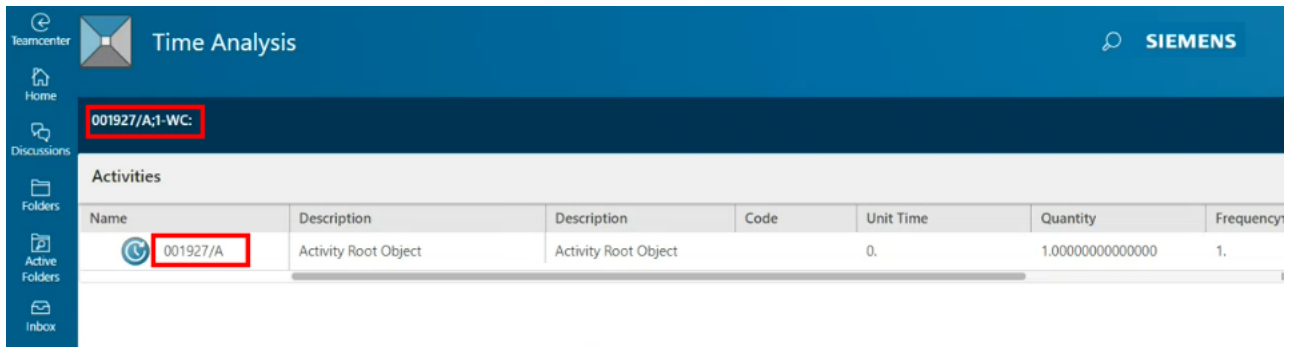 Teamcenter
Time Analysis
SIEMENS
Home
001927/A;1-WC:
Discussions
Activities
Folders
Name Description Description Code Unit Time Quantity Frequency
001927/A Activity Root Object Activity Root Object 0. 1.00000000000000 1.
Active
Folders
Inbox